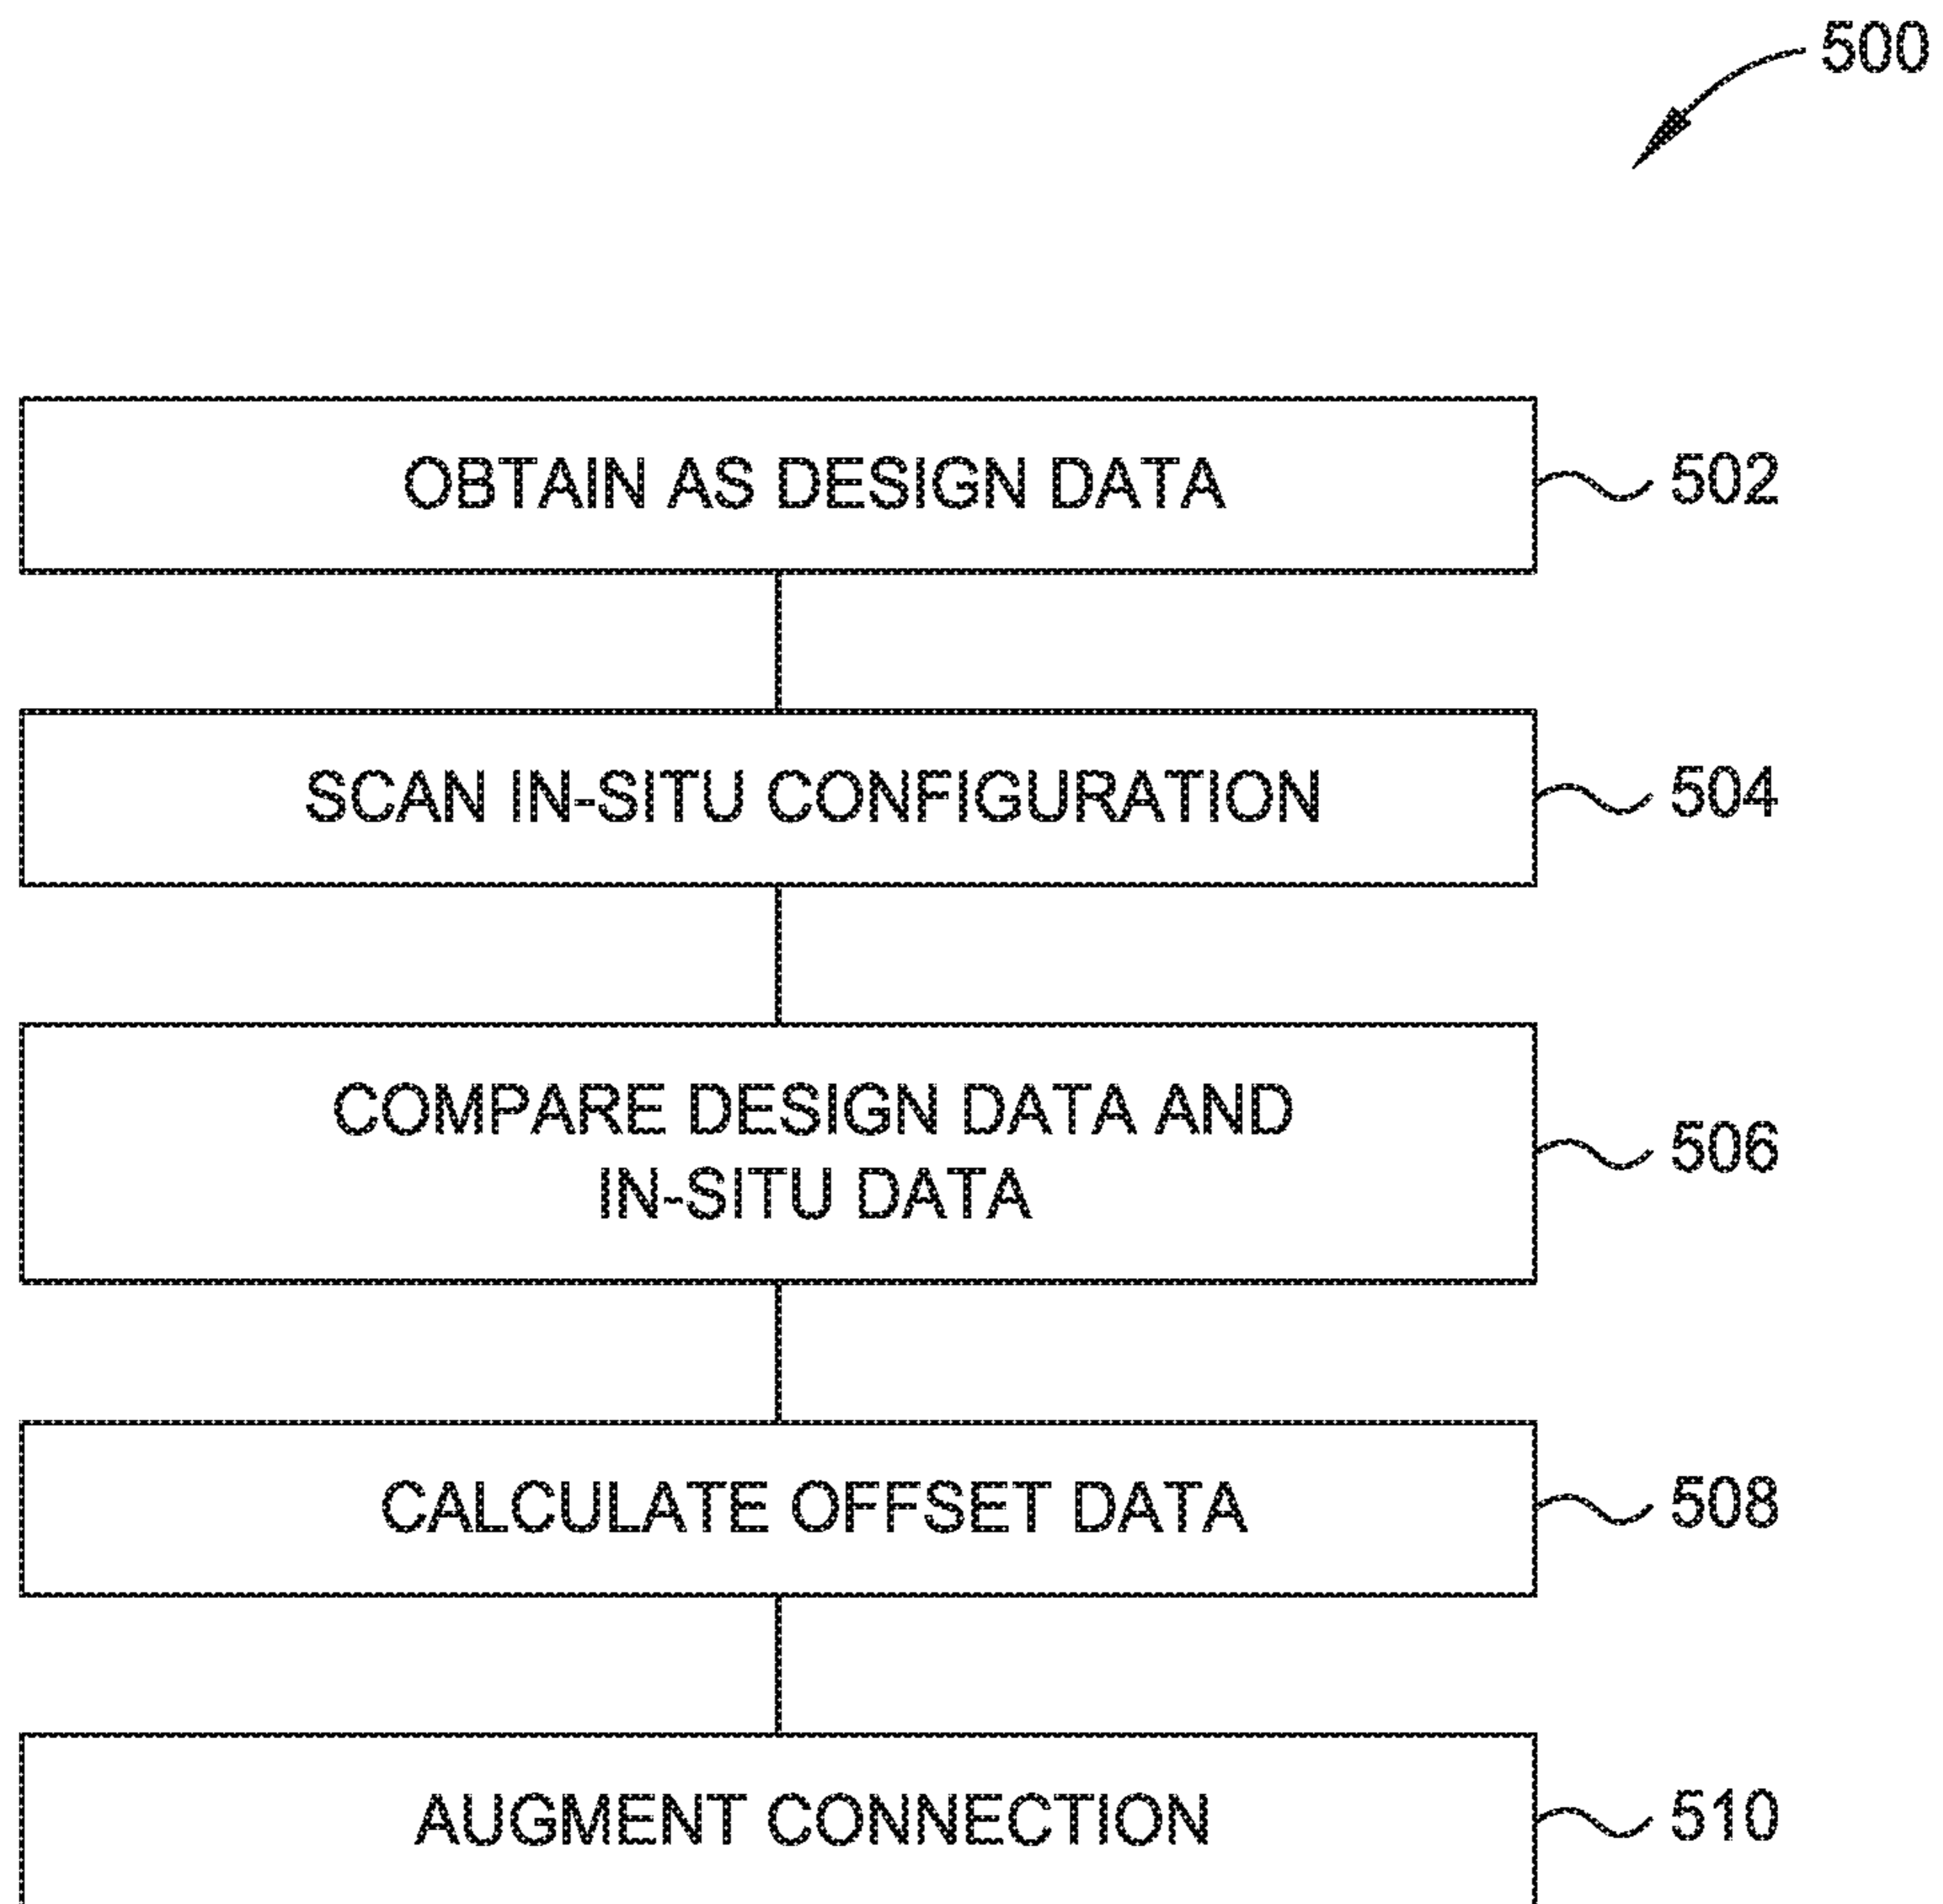 500
OBTAIN AS DESIGN DATA
502
SCAN IN-SITU CONFIGURATION
504
COMPARE DESIGN DATA AND
IN-SITU DATA
506
CALCULATE OFFSET DATA
508
AUGMENT CONNECTION
510